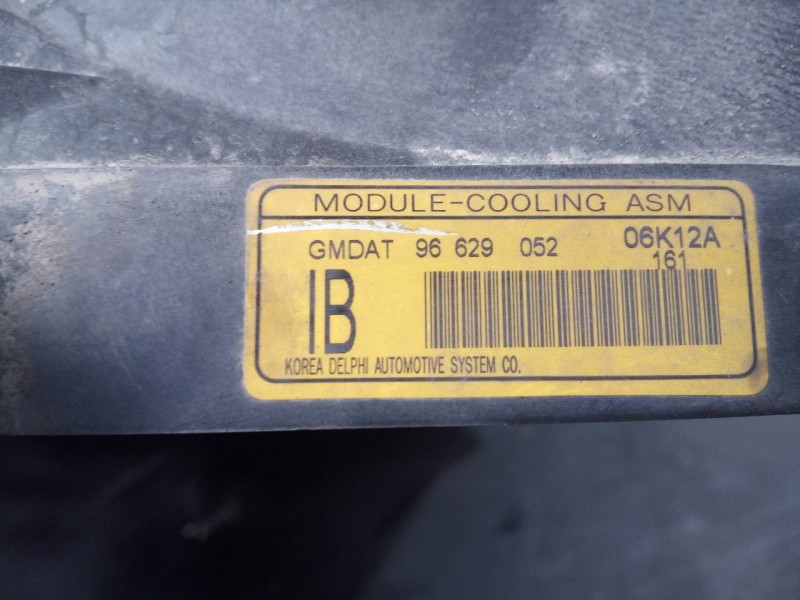 MODULE-COOLING ASM
GMDAT 96 629 052 06K12A
161
IB
KOREA DELPHI AUTOMOTIVE SYSTEM CO.